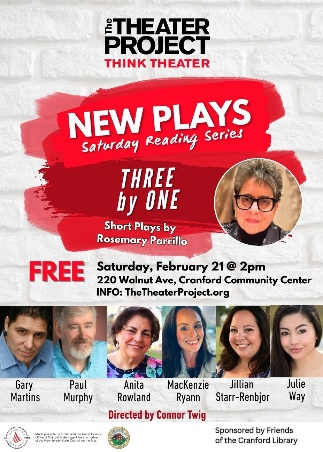 The
THEATER
PROJECT
THINK THEATER
NEW PLAYS
Saturday Reading Series
THREE
by ONE
Short Plays by
Rosemary Parrillo
FREE
Saturday, February 21 @ 2pm
220 Walnut Ave, Cranford Community Center
INFO: TheTheaterProject.org
Gary
Martins
Paul
Murphy
Anita
Rowland
MacKenzie
Ryann
Jillian
Starr-Renbjor
Julie
Way
Directed by Connor Twig
Sponsored by Friends
of the Cranford Library